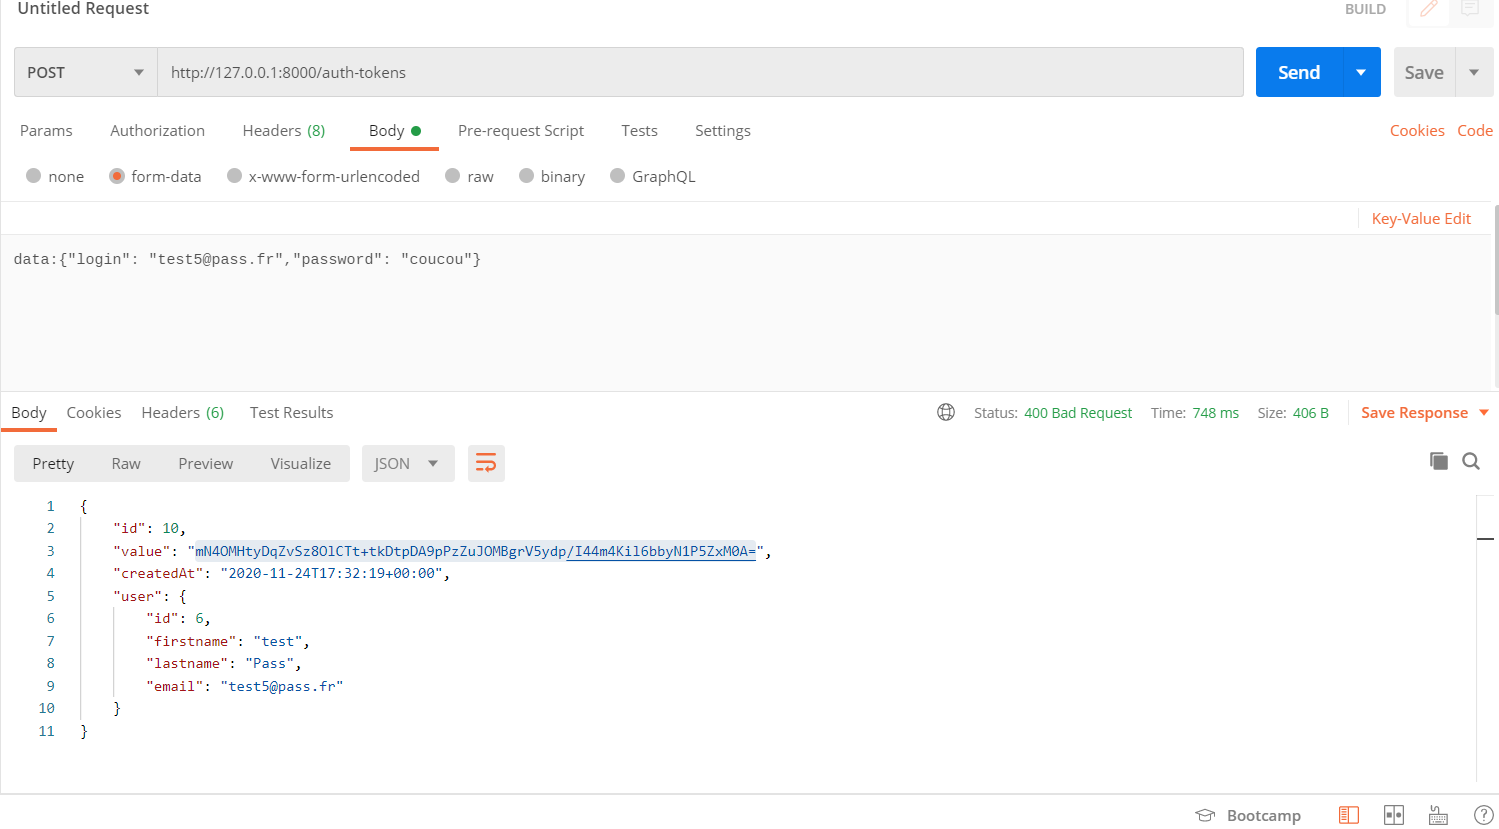 Untitled Request
BUILD
POST
http://127.0.0.1:8000/auth-tokens
Send
Save
Params
Authorization
Headers (8)
Body
Pre-request Script
Tests
Settings
Cookies
Code
none
form-data
x-www-form-urlencoded
raw
binary
GraphQL
Key-Value Edit
data:{"login": "test5@pass.fr","password": "coucou"}
Body
Cookies
Headers (6)
Test Results
Status: 400 Bad Request
Time: 748 ms
Size: 406 B
Save Response
Pretty
Raw
Preview
Visualize
JSON
1 {
2 "id": 10,
3 "value": "mN4OMHtyDqZvSz8OlCTt+tkDtpDA9pPzZuJOMBgrV5ydp/I44m4Kil6bbyN1P5ZxM0A=",
4 "createdAt": "2020-11-24T17:32:19+00:00",
5 "user": {
6 "id": 6,
7 "firstname": "test",
8 "lastname": "Pass",
9 "email": "test5@pass.fr"
10 }
11 }
Bootcamp